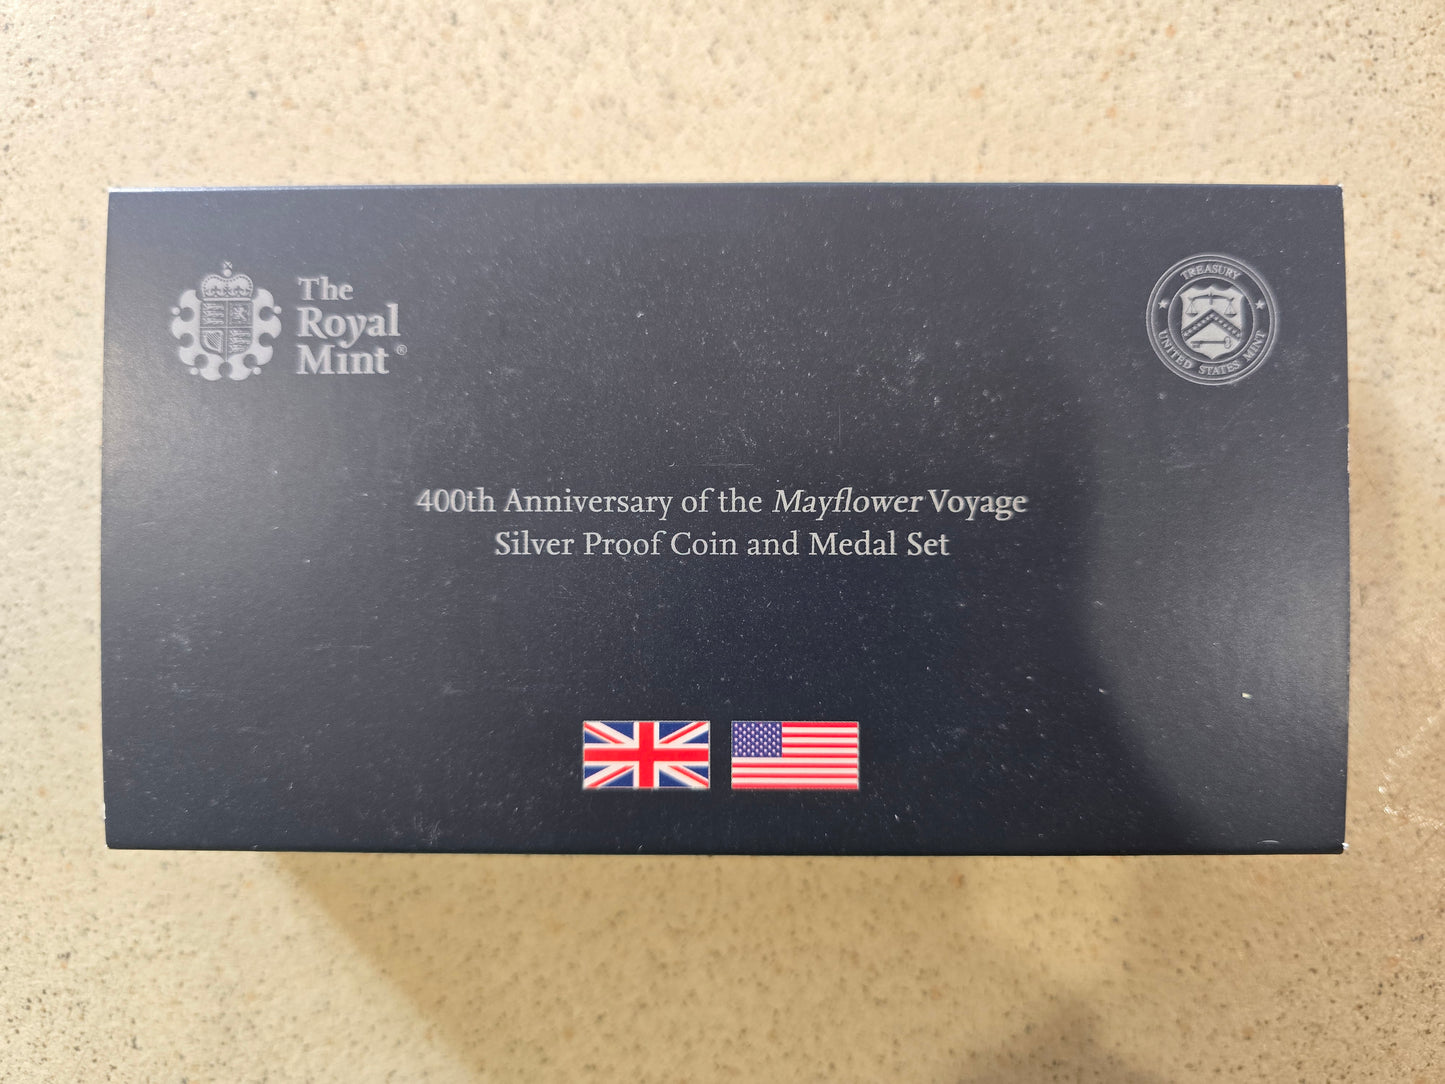 The
Royal
Mint®
TREASURY
UNITED STATES MINT
400th Anniversary of the Mayflower Voyage
Silver Proof Coin and Medal Set